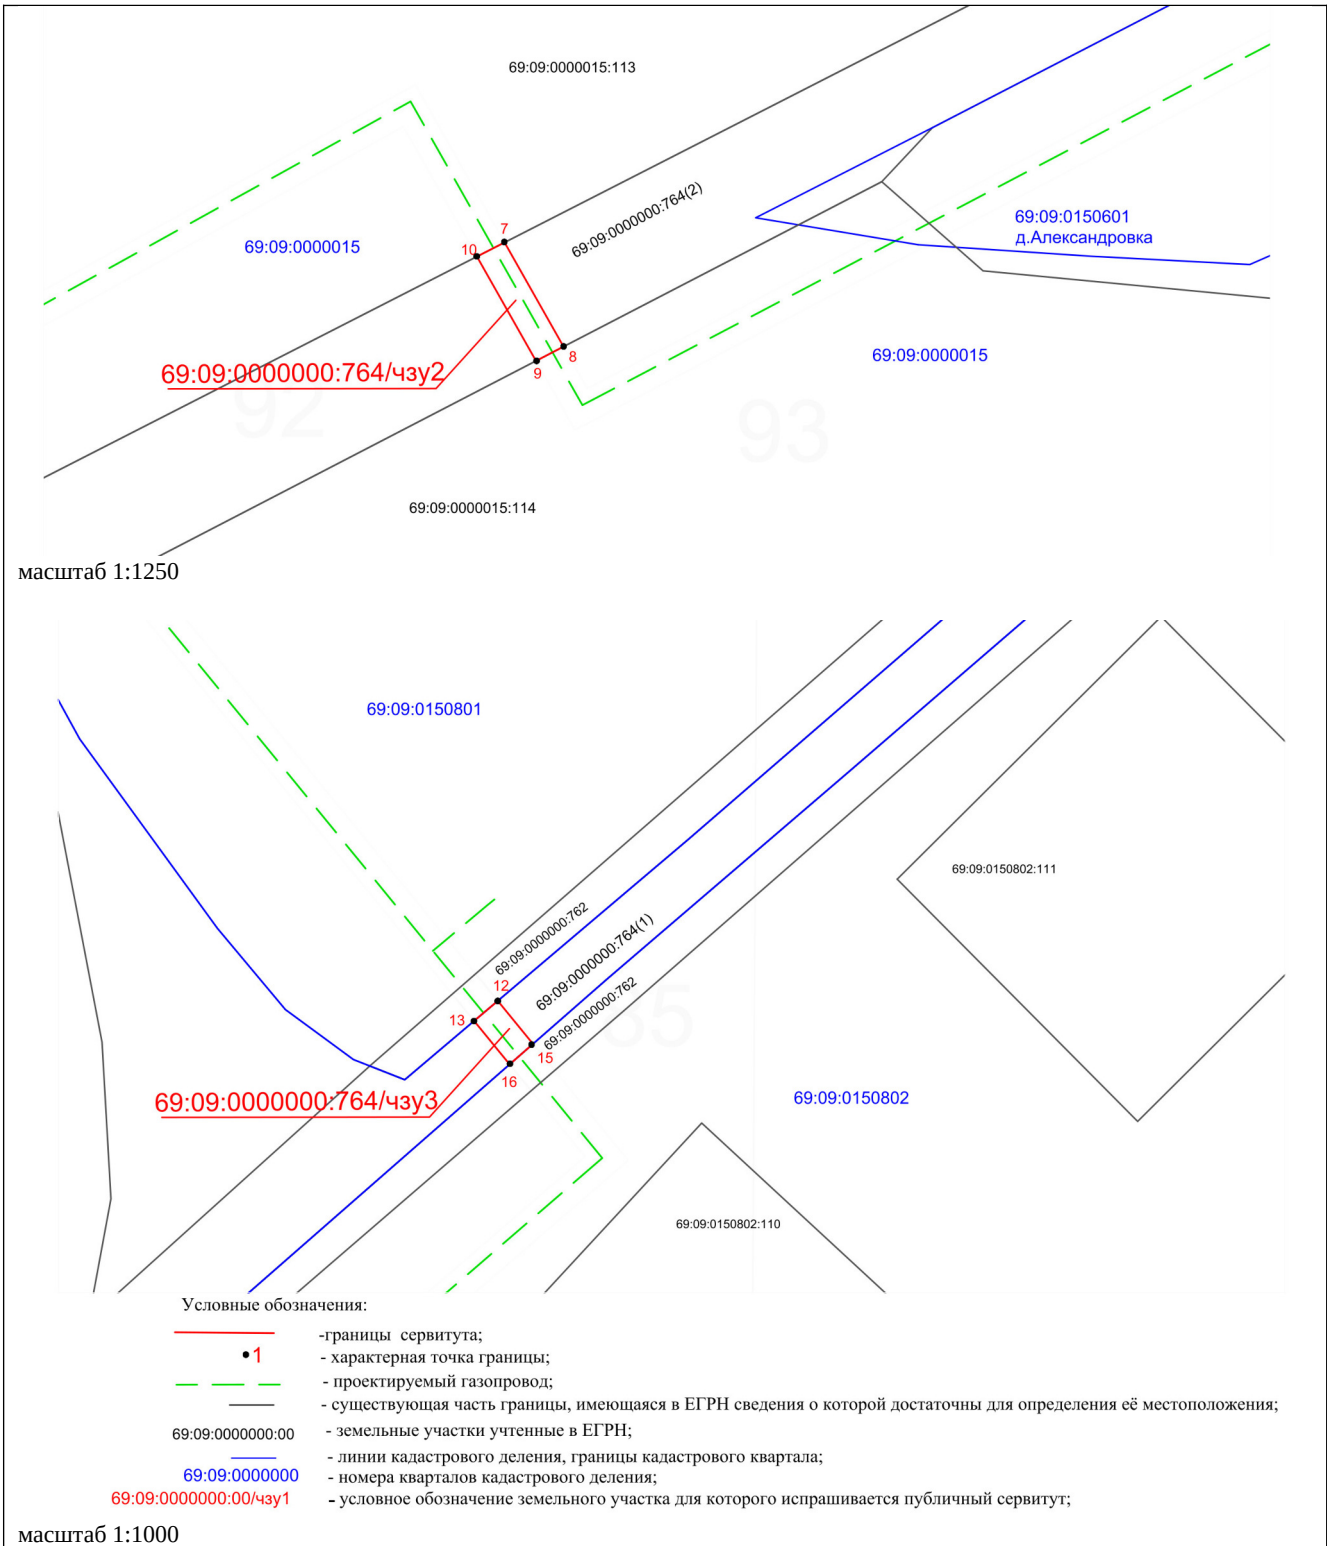 69:09:0000015:113
69:09:0000000:764(2)
69:09:0150601
д.Александровка
7
10
69:09:0000015
8
9
69:09:0000015
69:09:0000000:764/чзу2
92
93
69:09:0000015:114
масштаб 1:1250
69:09:0150801
69:09:0150802:111
69:09:0000000:762
69:09:0000000:764(1)
69:09:0000000:762
12
13
85
15
16
69:09:0000000:764/чзу3
69:09:0150802
69:09:0150802:110
Условные обозначения:
-границы сервитута;
1 - характерная точка границы;
- проектируемый газопровод;
- существующая часть границы, имеющаяся в ЕГРН сведения о которой достаточны для определения её местоположения;
69:09:0000000:00 - земельные участки учтенные в ЕГРН;
- линии кадастрового деления, границы кадастрового квартала;
69:09:0000000 - номера кварталов кадастрового деления;
69:09:0000000:00/чзу1 - условное обозначение земельного участка для которого испрашивается публичный сервитут;
масштаб 1:1000